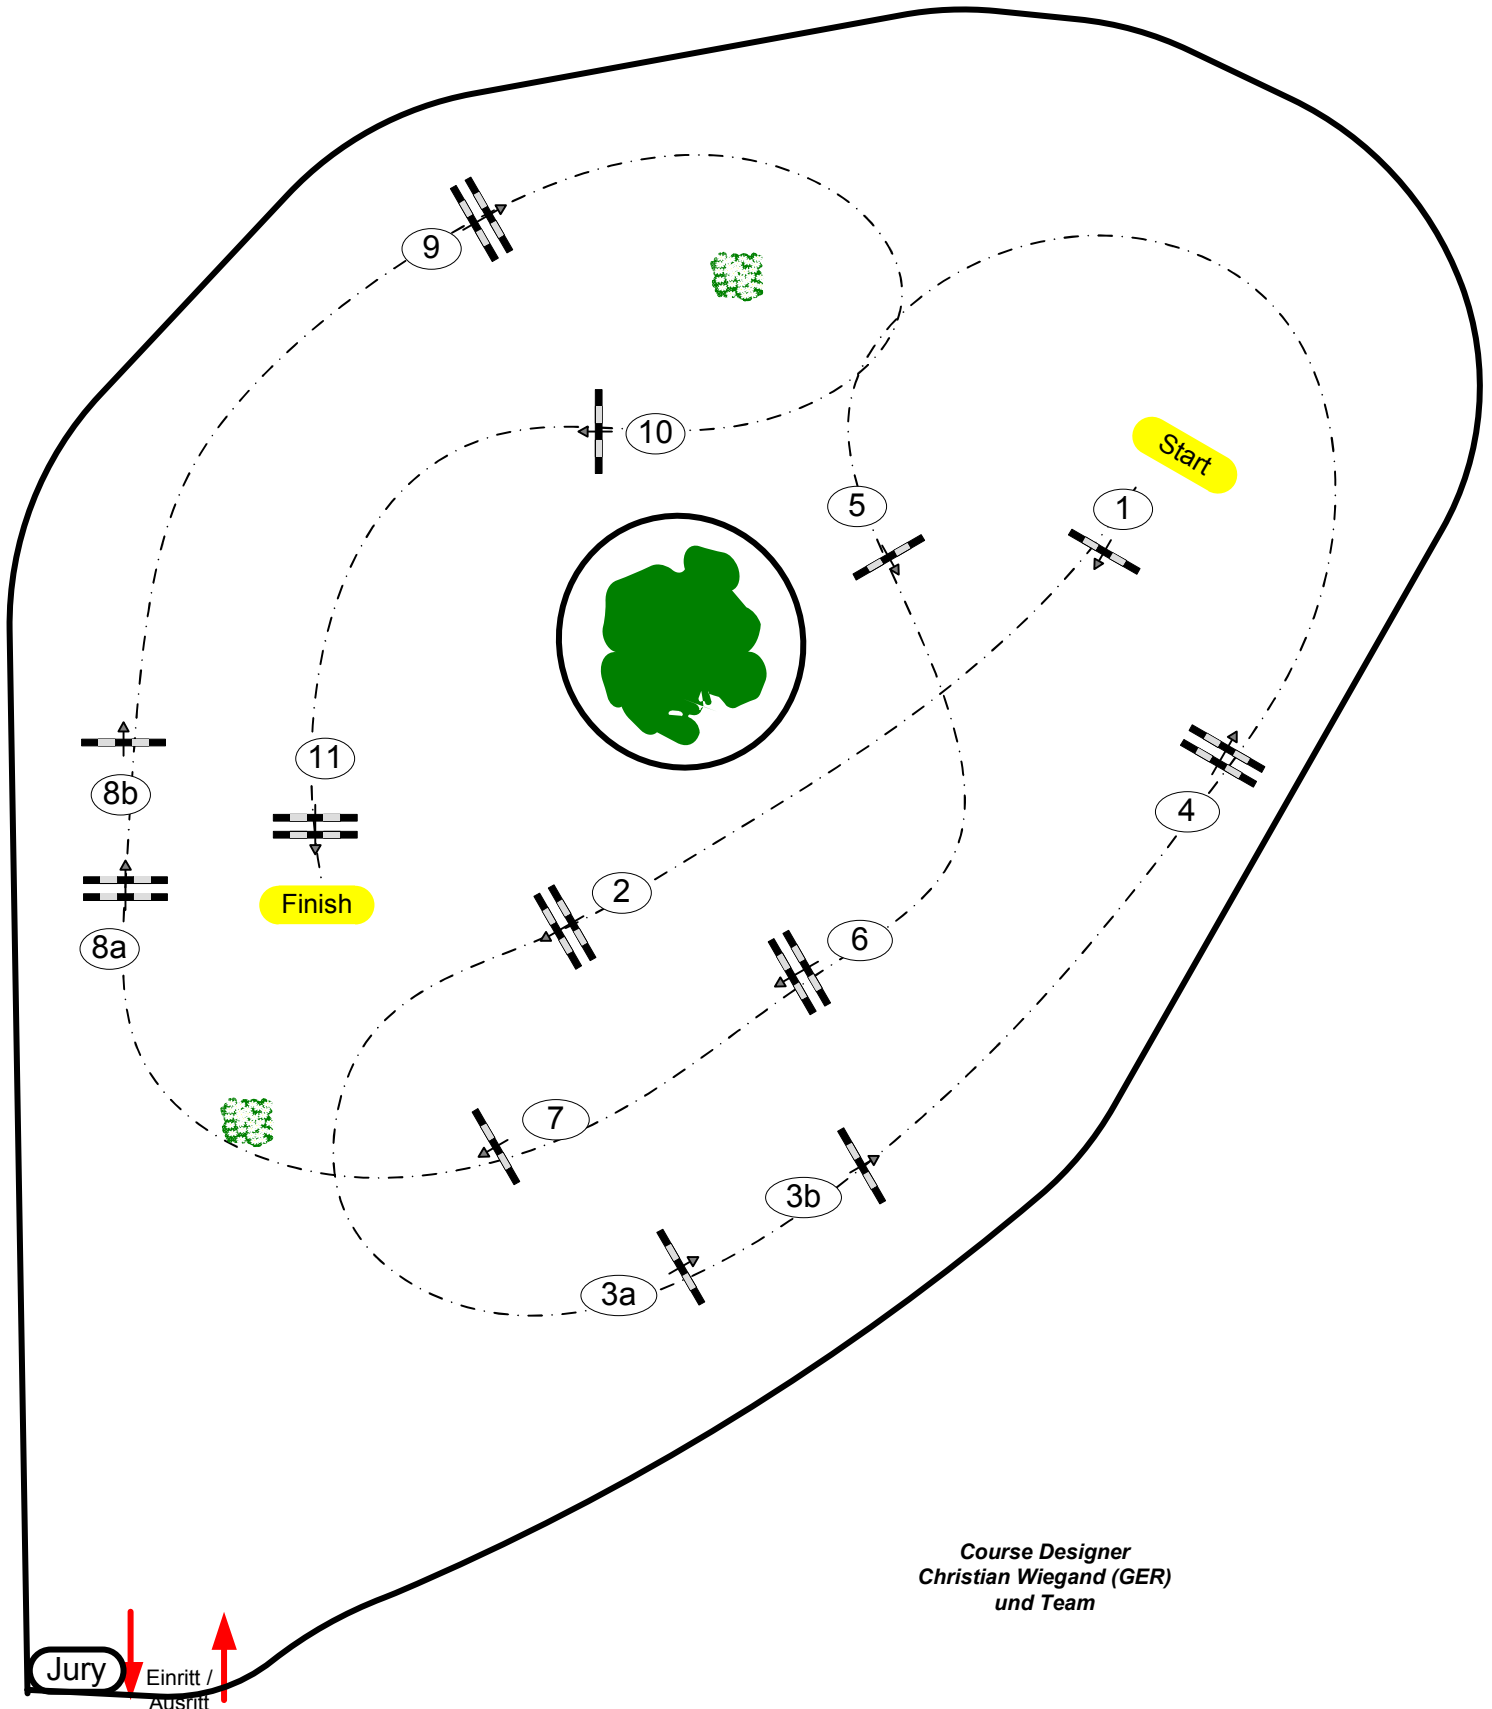 9
10
Start
5
1
11
8b
4
2
Finish
6
8a
7
3b
3a
Course Designer
Christian Wiegand (GER)
und Team
Jury
Einritt /
Ausritt